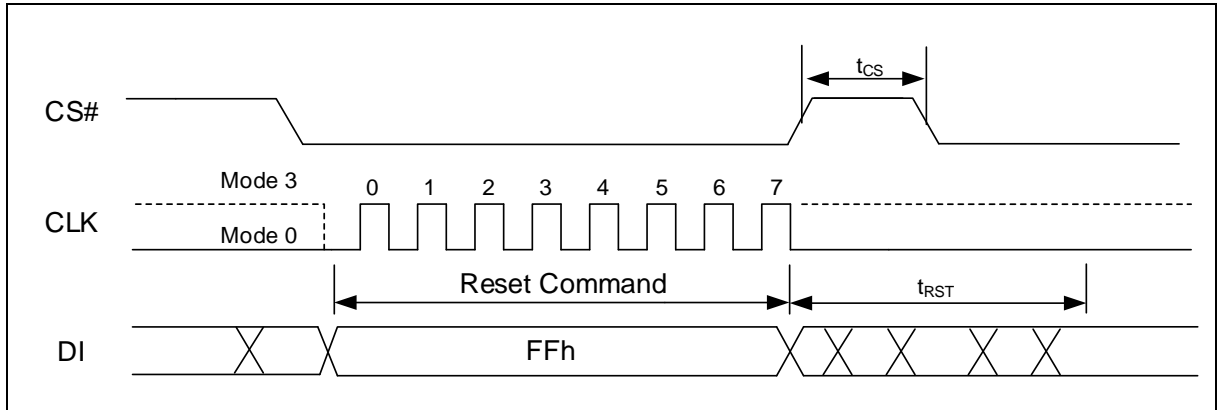 tCS
CS#
Mode 3
0 1 2 3 4 5 6 7
CLK
Mode 0
Reset Command
tRST
DI
FFh